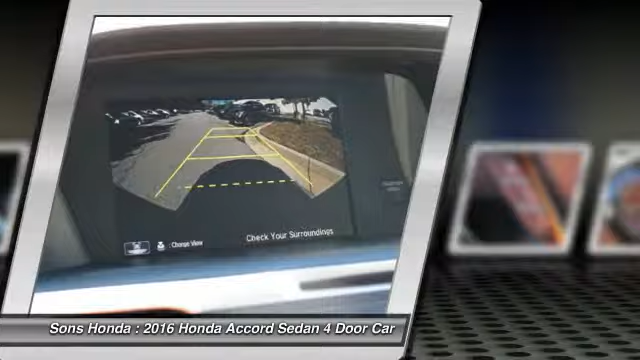 Check Your Surroundings
: Change View
Sons Honda : 2016 Honda Accord Sedan 4 Door Car